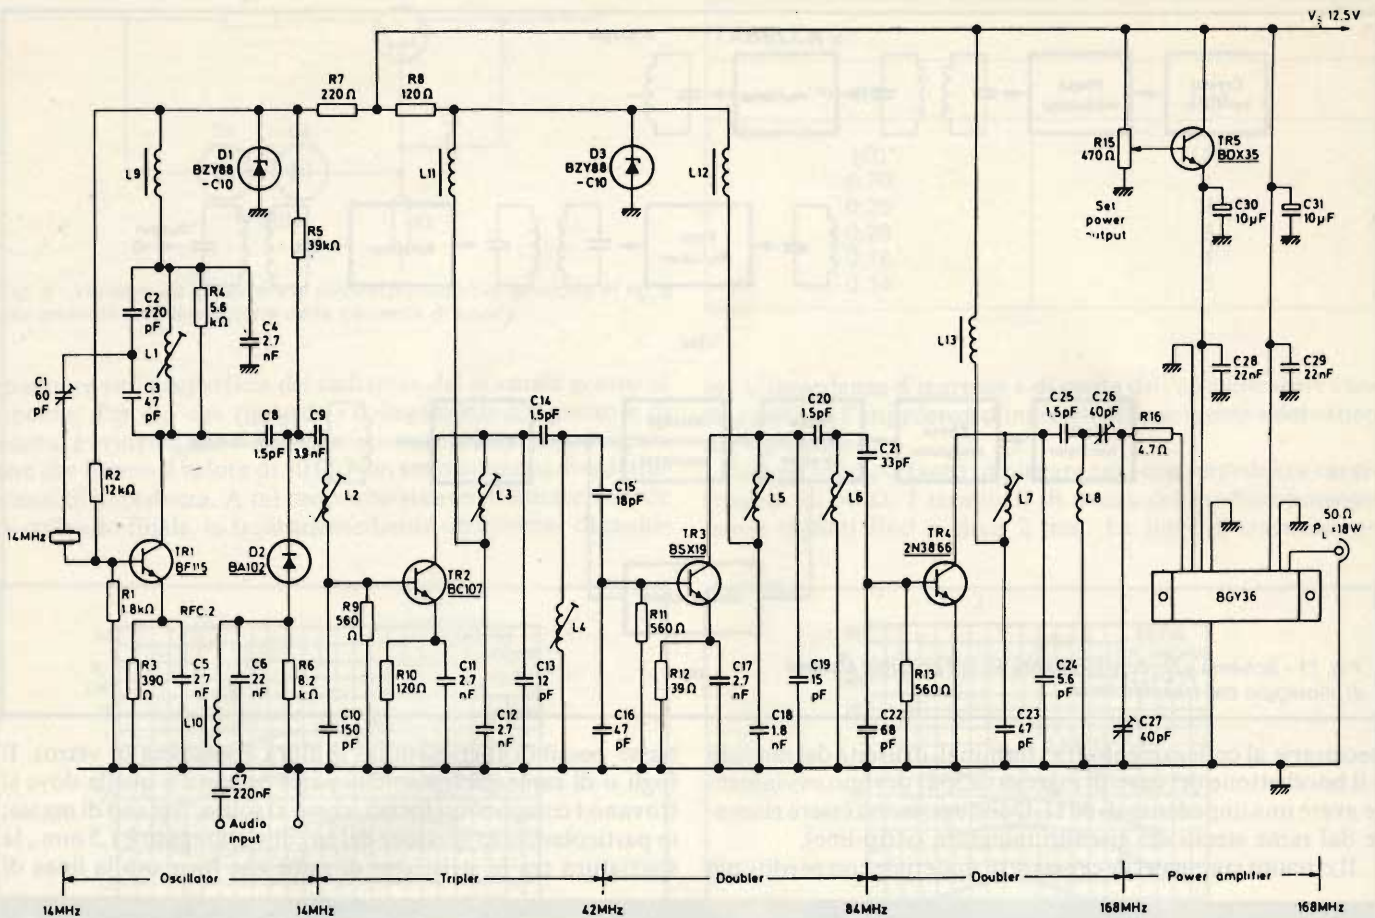 V꜀ 12.5V
R7
220Ω
R8
120Ω
L9
D1
BZY88
-C10
R5
39kΩ
L11
D3
BZY88
-C10
L12
R15
470Ω
Set
power
output
TR5
BDX35
C30
10μF
C31
10μF
C2
220
pF
R4
5.6
kΩ
C4
2.7
nF
L1
C1
60
pF
C3
47
pF
C8
1.5pF
C9
3.9nF
L2
C14
1.5pF
L3
C20
1.5pF
L13
C28
22nF
C29
22nF
C25
1.5pF
C26
40pF
R16
4.7Ω
R2
12kΩ
14MHz
TR1
BF115
D2
BA102
TR2
BC107
C15
18pF
TR3
BSX19
L5
L6
C21
33pF
TR4
2N3866
L7
L8
50Ω
PL =18W
BGY36
R1
1.8kΩ
RFC.2
R9
560
Ω
L4
R11
560Ω
R3
390
Ω
C5
2.7
nF
C6
22
nF
R6
8.2
kΩ
L10
R10
120Ω
C11
2.7
nF
C13
12
pF
R12
39Ω
C17
2.7
nF
C19
15
pF
R13
560Ω
C24
5.6
pF
C10
150
pF
C12
2.7
nF
C16
47
pF
C18
1.8
nF
C22
68
pF
C23
47
pF
C27
40pF
C7
220nF
Audio
input
Oscillator
Tripler
Doubler
Doubler
Power amplifier
14MHz
14MHz
42MHz
84MHz
168MHz
168MHz